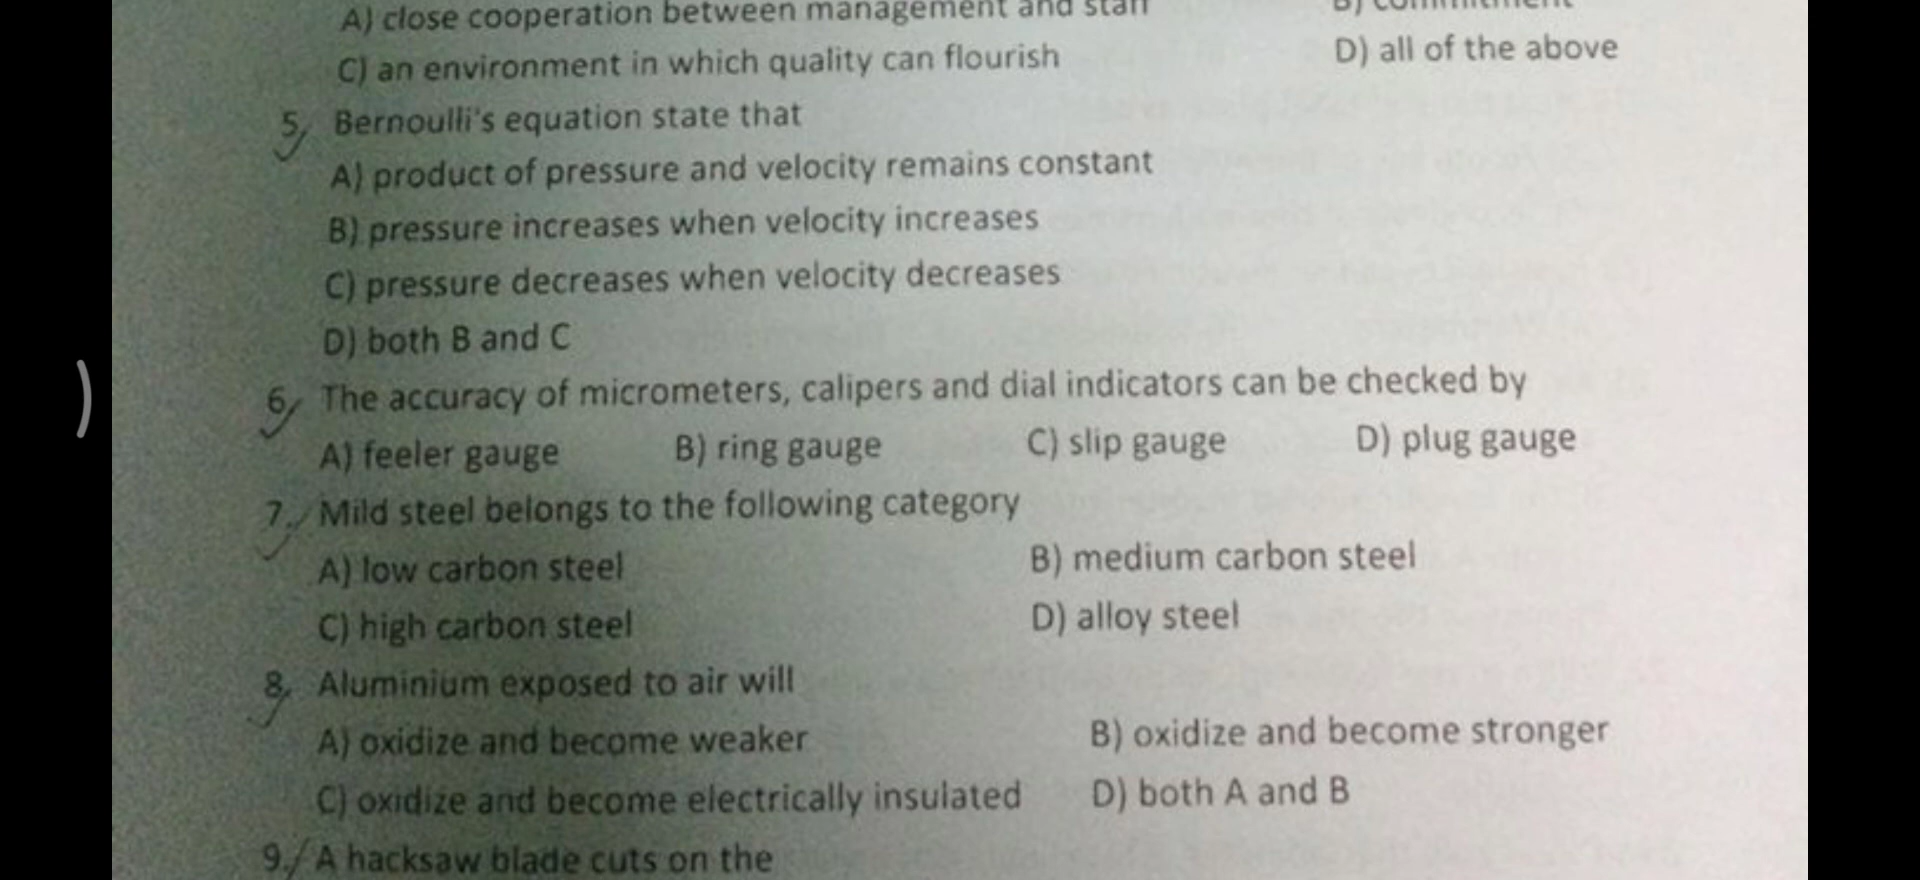 A) close cooperation between management and staff B) commitment
C) an environment in which quality can flourish D) all of the above
5, Bernoulli's equation state that
A) product of pressure and velocity remains constant
B) pressure increases when velocity increases
C) pressure decreases when velocity decreases
D) both B and C
6, The accuracy of micrometers, calipers and dial indicators can be checked by
A) feeler gauge B) ring gauge C) slip gauge D) plug gauge
7. Mild steel belongs to the following category
A) low carbon steel B) medium carbon steel
C) high carbon steel D) alloy steel
8, Aluminium exposed to air will
A) oxidize and become weaker B) oxidize and become stronger
C) oxidize and become electrically insulated D) both A and B
9. A hacksaw blade cuts on the